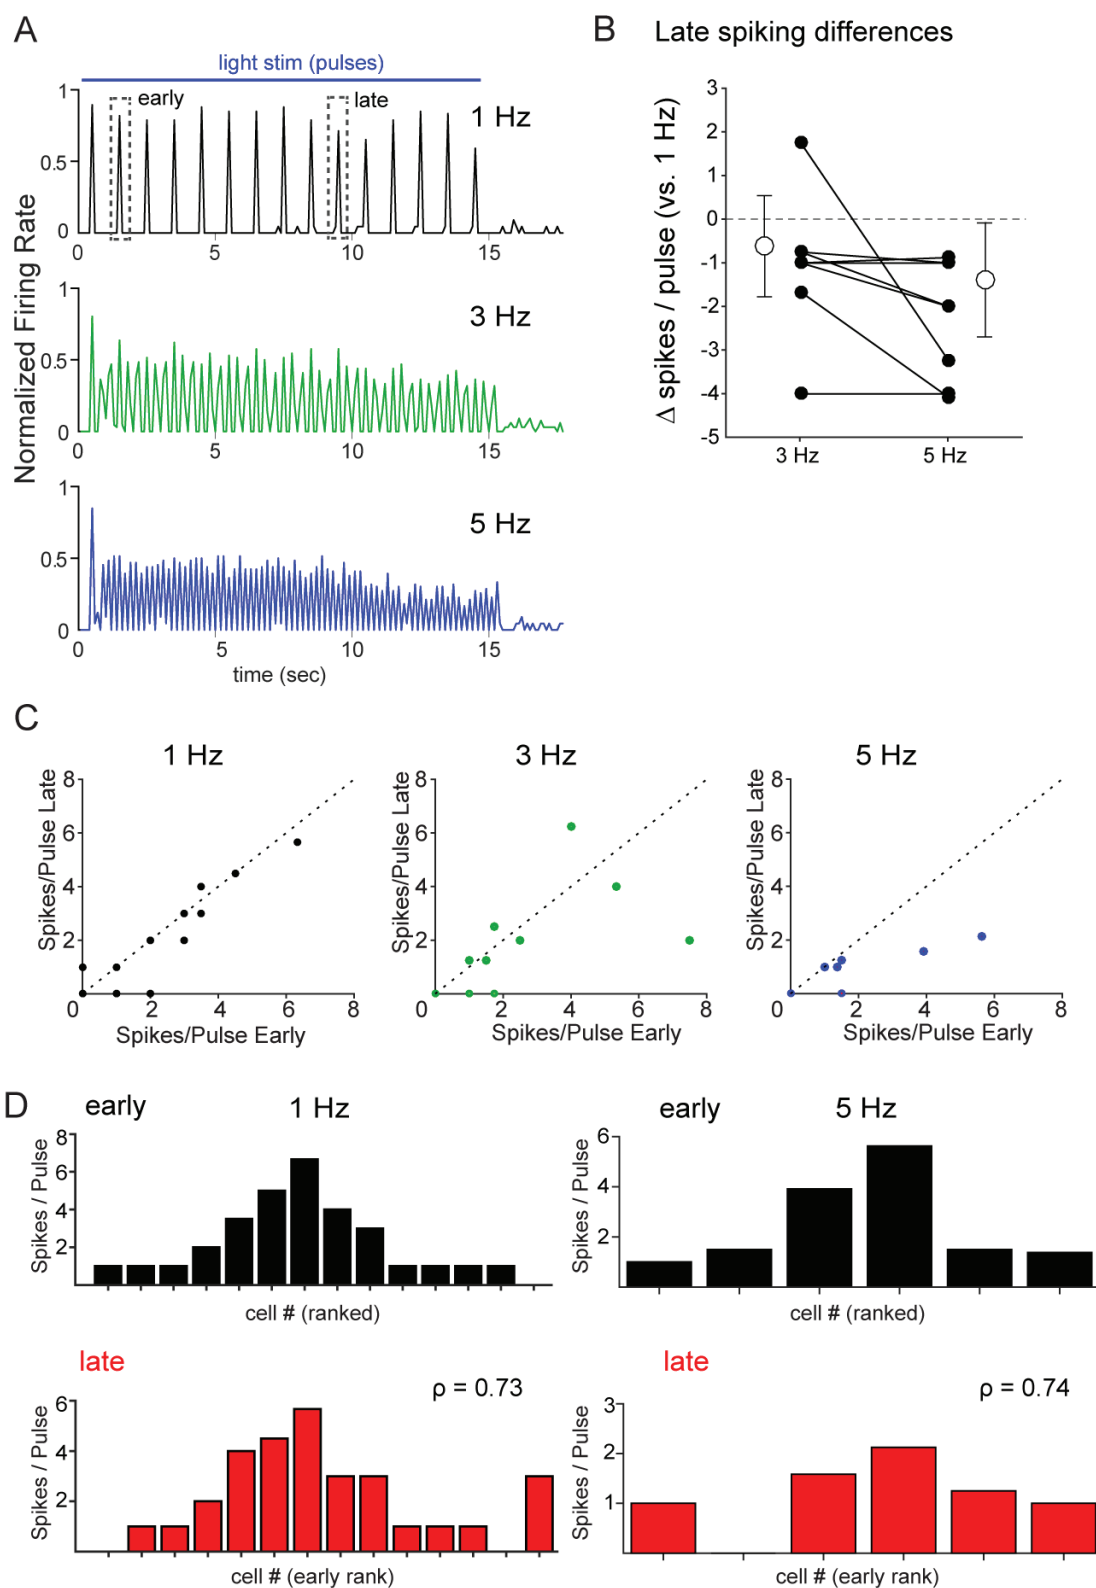 A
light stim (pulses)
early
late
1 Hz
1
0.5
0
0
5
10
15
Normalized Firing Rate
3 Hz
1
0.5
0
0
5
10
15
5 Hz
1
0.5
0
0
5
10
15
time (sec)
B
Late spiking differences
Δ spikes / pulse (vs. 1 Hz)
3
2
1
0
-1
-2
-3
-4
-5
3 Hz
5 Hz
C
1 Hz
Spikes/Pulse Late
8
6
4
2
0
2
4
6
8
Spikes/Pulse Early
3 Hz
Spikes/Pulse Late
8
6
4
2
0
2
4
6
8
Spikes/Pulse Early
5 Hz
Spikes/Pulse Late
8
6
4
2
0
2
4
6
8
Spikes/Pulse Early
D
early
1 Hz
Spikes / Pulse
8
6
4
2
cell # (ranked)
early
5 Hz
Spikes / Pulse
6
4
2
cell # (ranked)
late
ρ = 0.73
Spikes / Pulse
6
4
2
cell # (early rank)
late
ρ = 0.74
Spikes / Pulse
3
2
1
cell # (early rank)